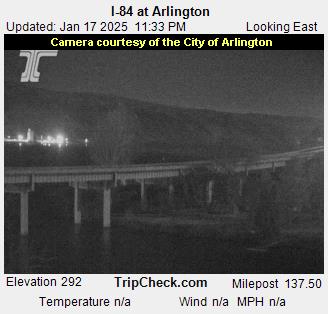 I-84 at Arlington
Updated: Jan 17 2025 11:33 PM Looking East
Camera courtesy of the City of Arlington
Elevation 292 TripCheck.com Milepost 137.50
Temperature n/a Wind n/a MPH n/a